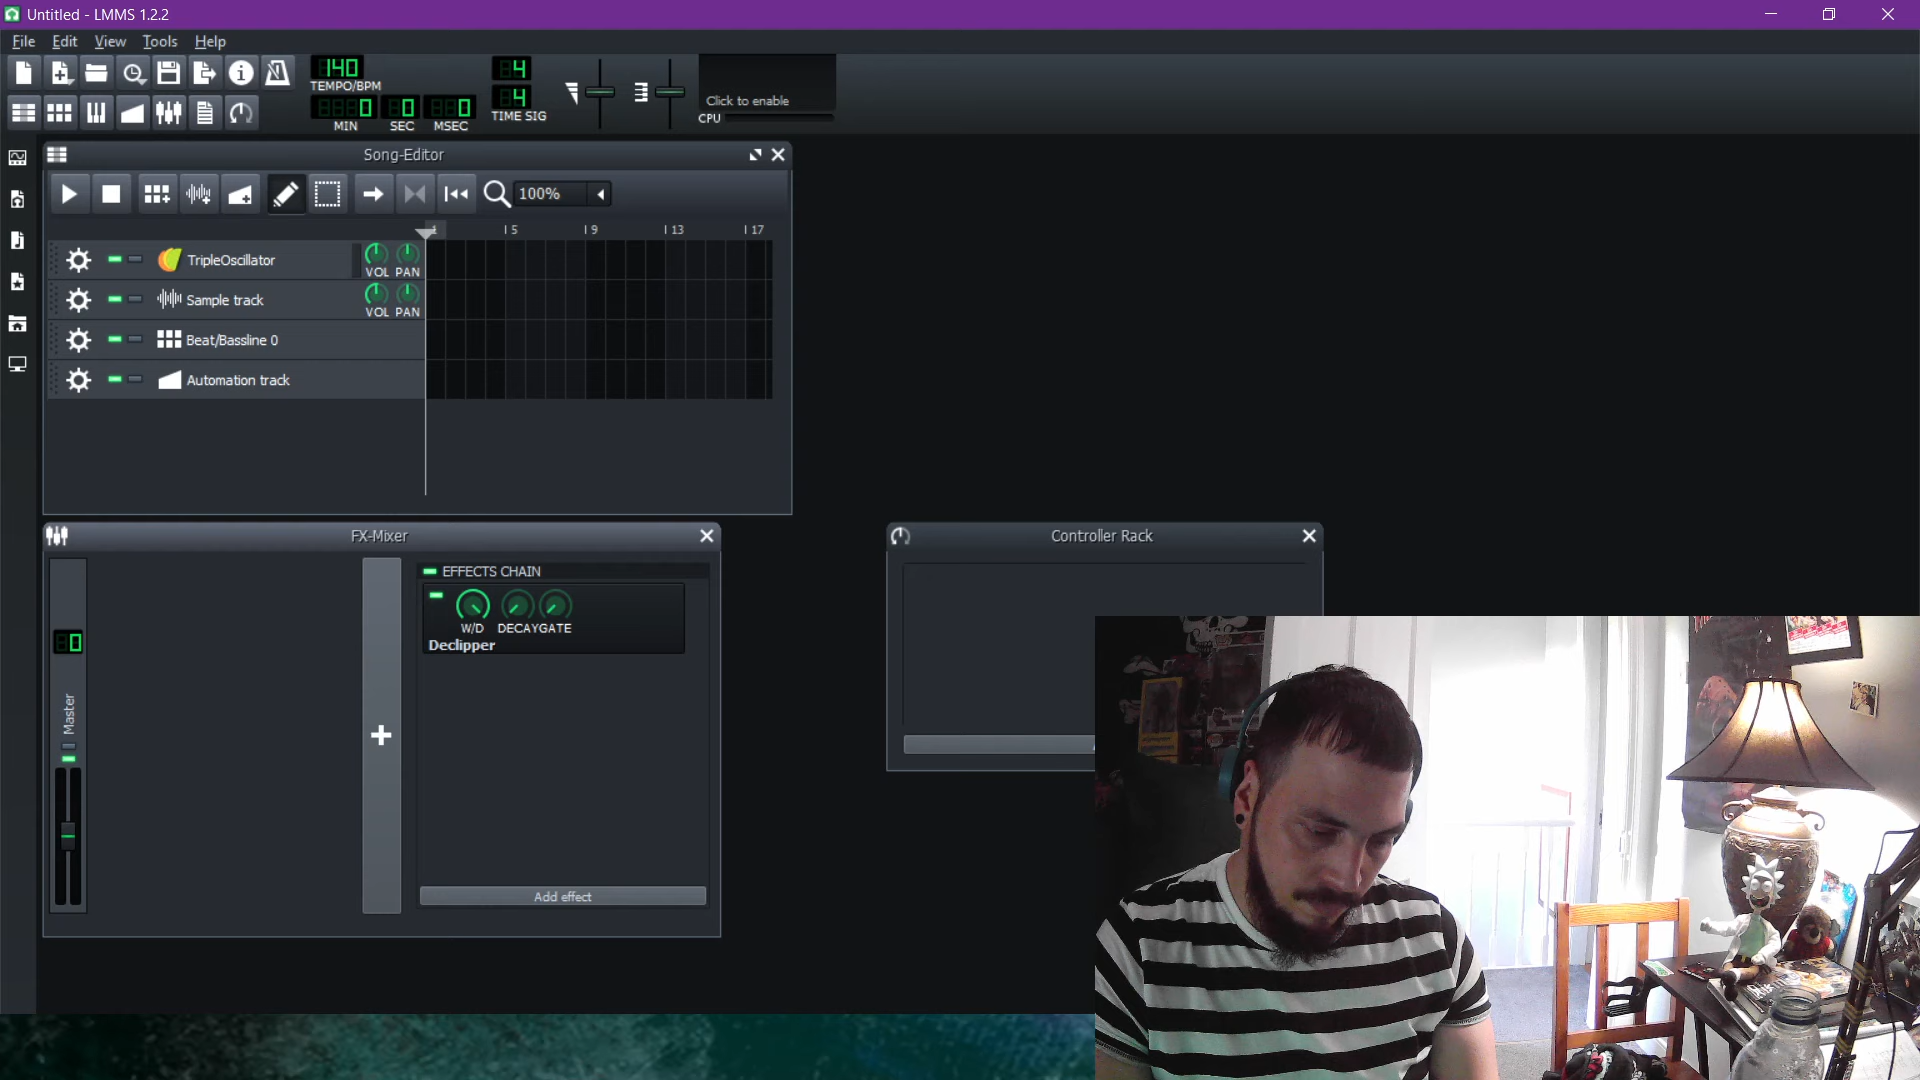 Untitled - LMMS 1.2.2
File Edit View Tools Help
140
TEMPO/BPM
0 0 0
MIN SEC MSEC
4
4
TIME SIG
Click to enable
CPU
Song-Editor
100%
1 5 9 13 17
TripleOscillator
VOL PAN
Sample track
VOL PAN
Beat/Bassline 0
Automation track
FX-Mixer
0
Master
EFFECTS CHAIN
W/D DECAY GATE
Declipper
Add effect
Controller Rack